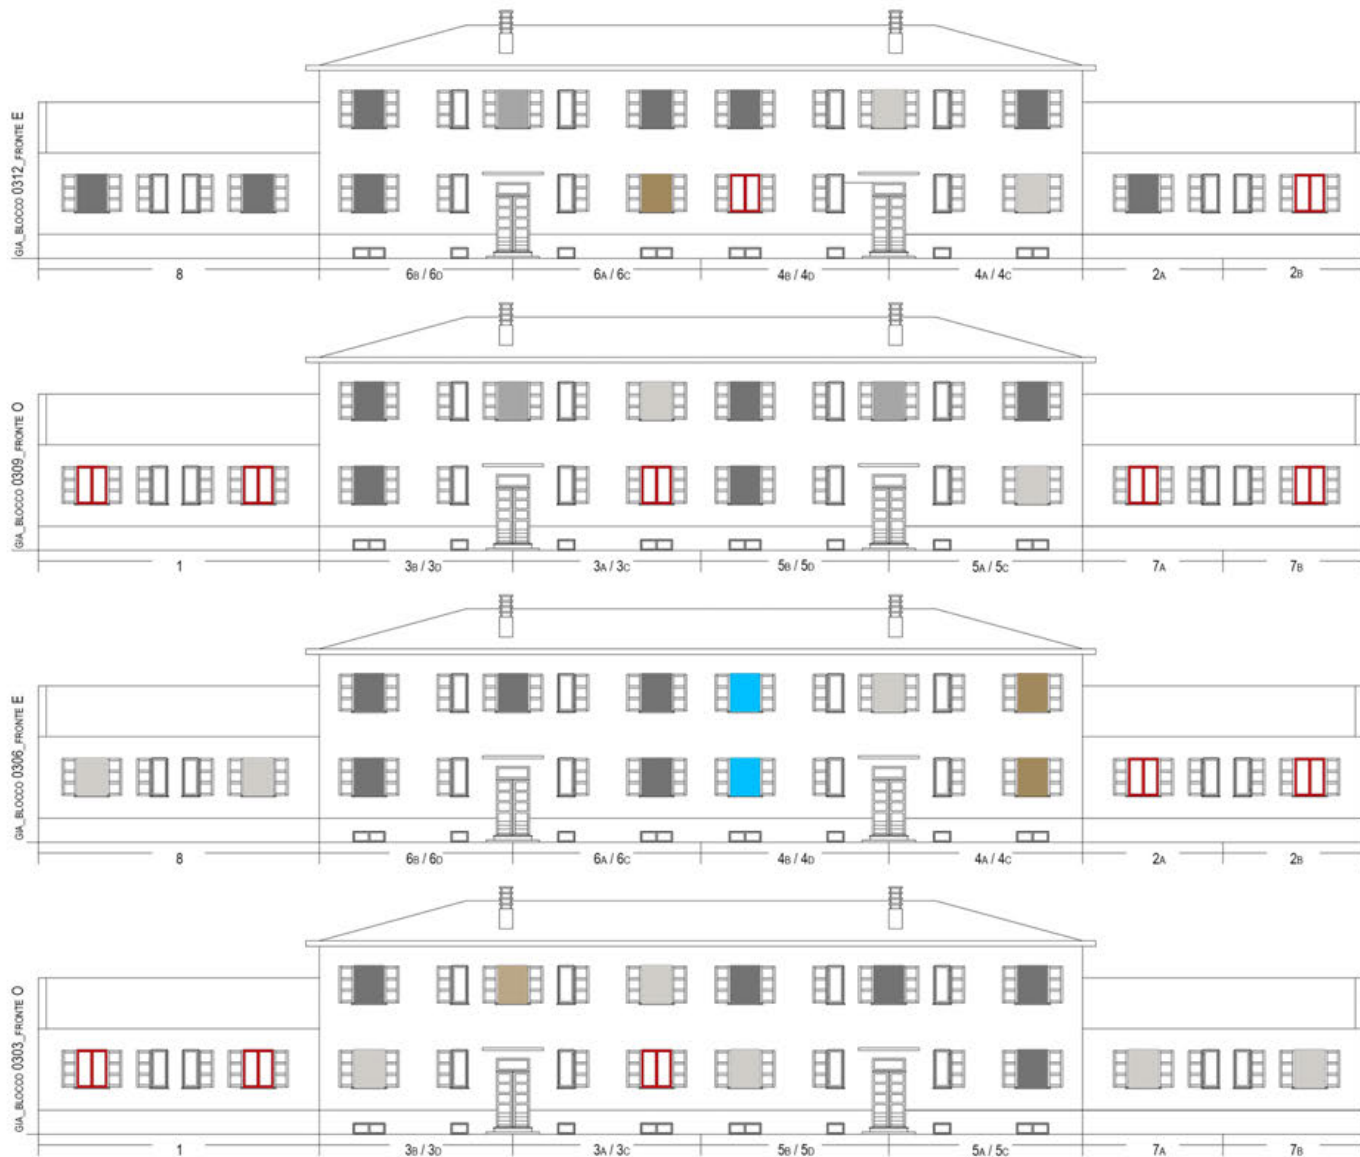 GIA_BLOCCO 0312_FRONTE E
8 6B / 6D 6A / 6C 4B / 4D 4A / 4C 2A 2B
GIA_BLOCCO 0309_FRONTE O
1 3B / 3D 3A / 3C 5B / 5D 5A / 5C 7A 7B
GIA_BLOCCO 0306_FRONTE E
8 6B / 6D 6A / 6C 4B / 4D 4A / 4C 2A 2B
GIA_BLOCCO 0303_FRONTE O
1 3B / 3D 3A / 3C 5B / 5D 5A / 5C 7A 7B